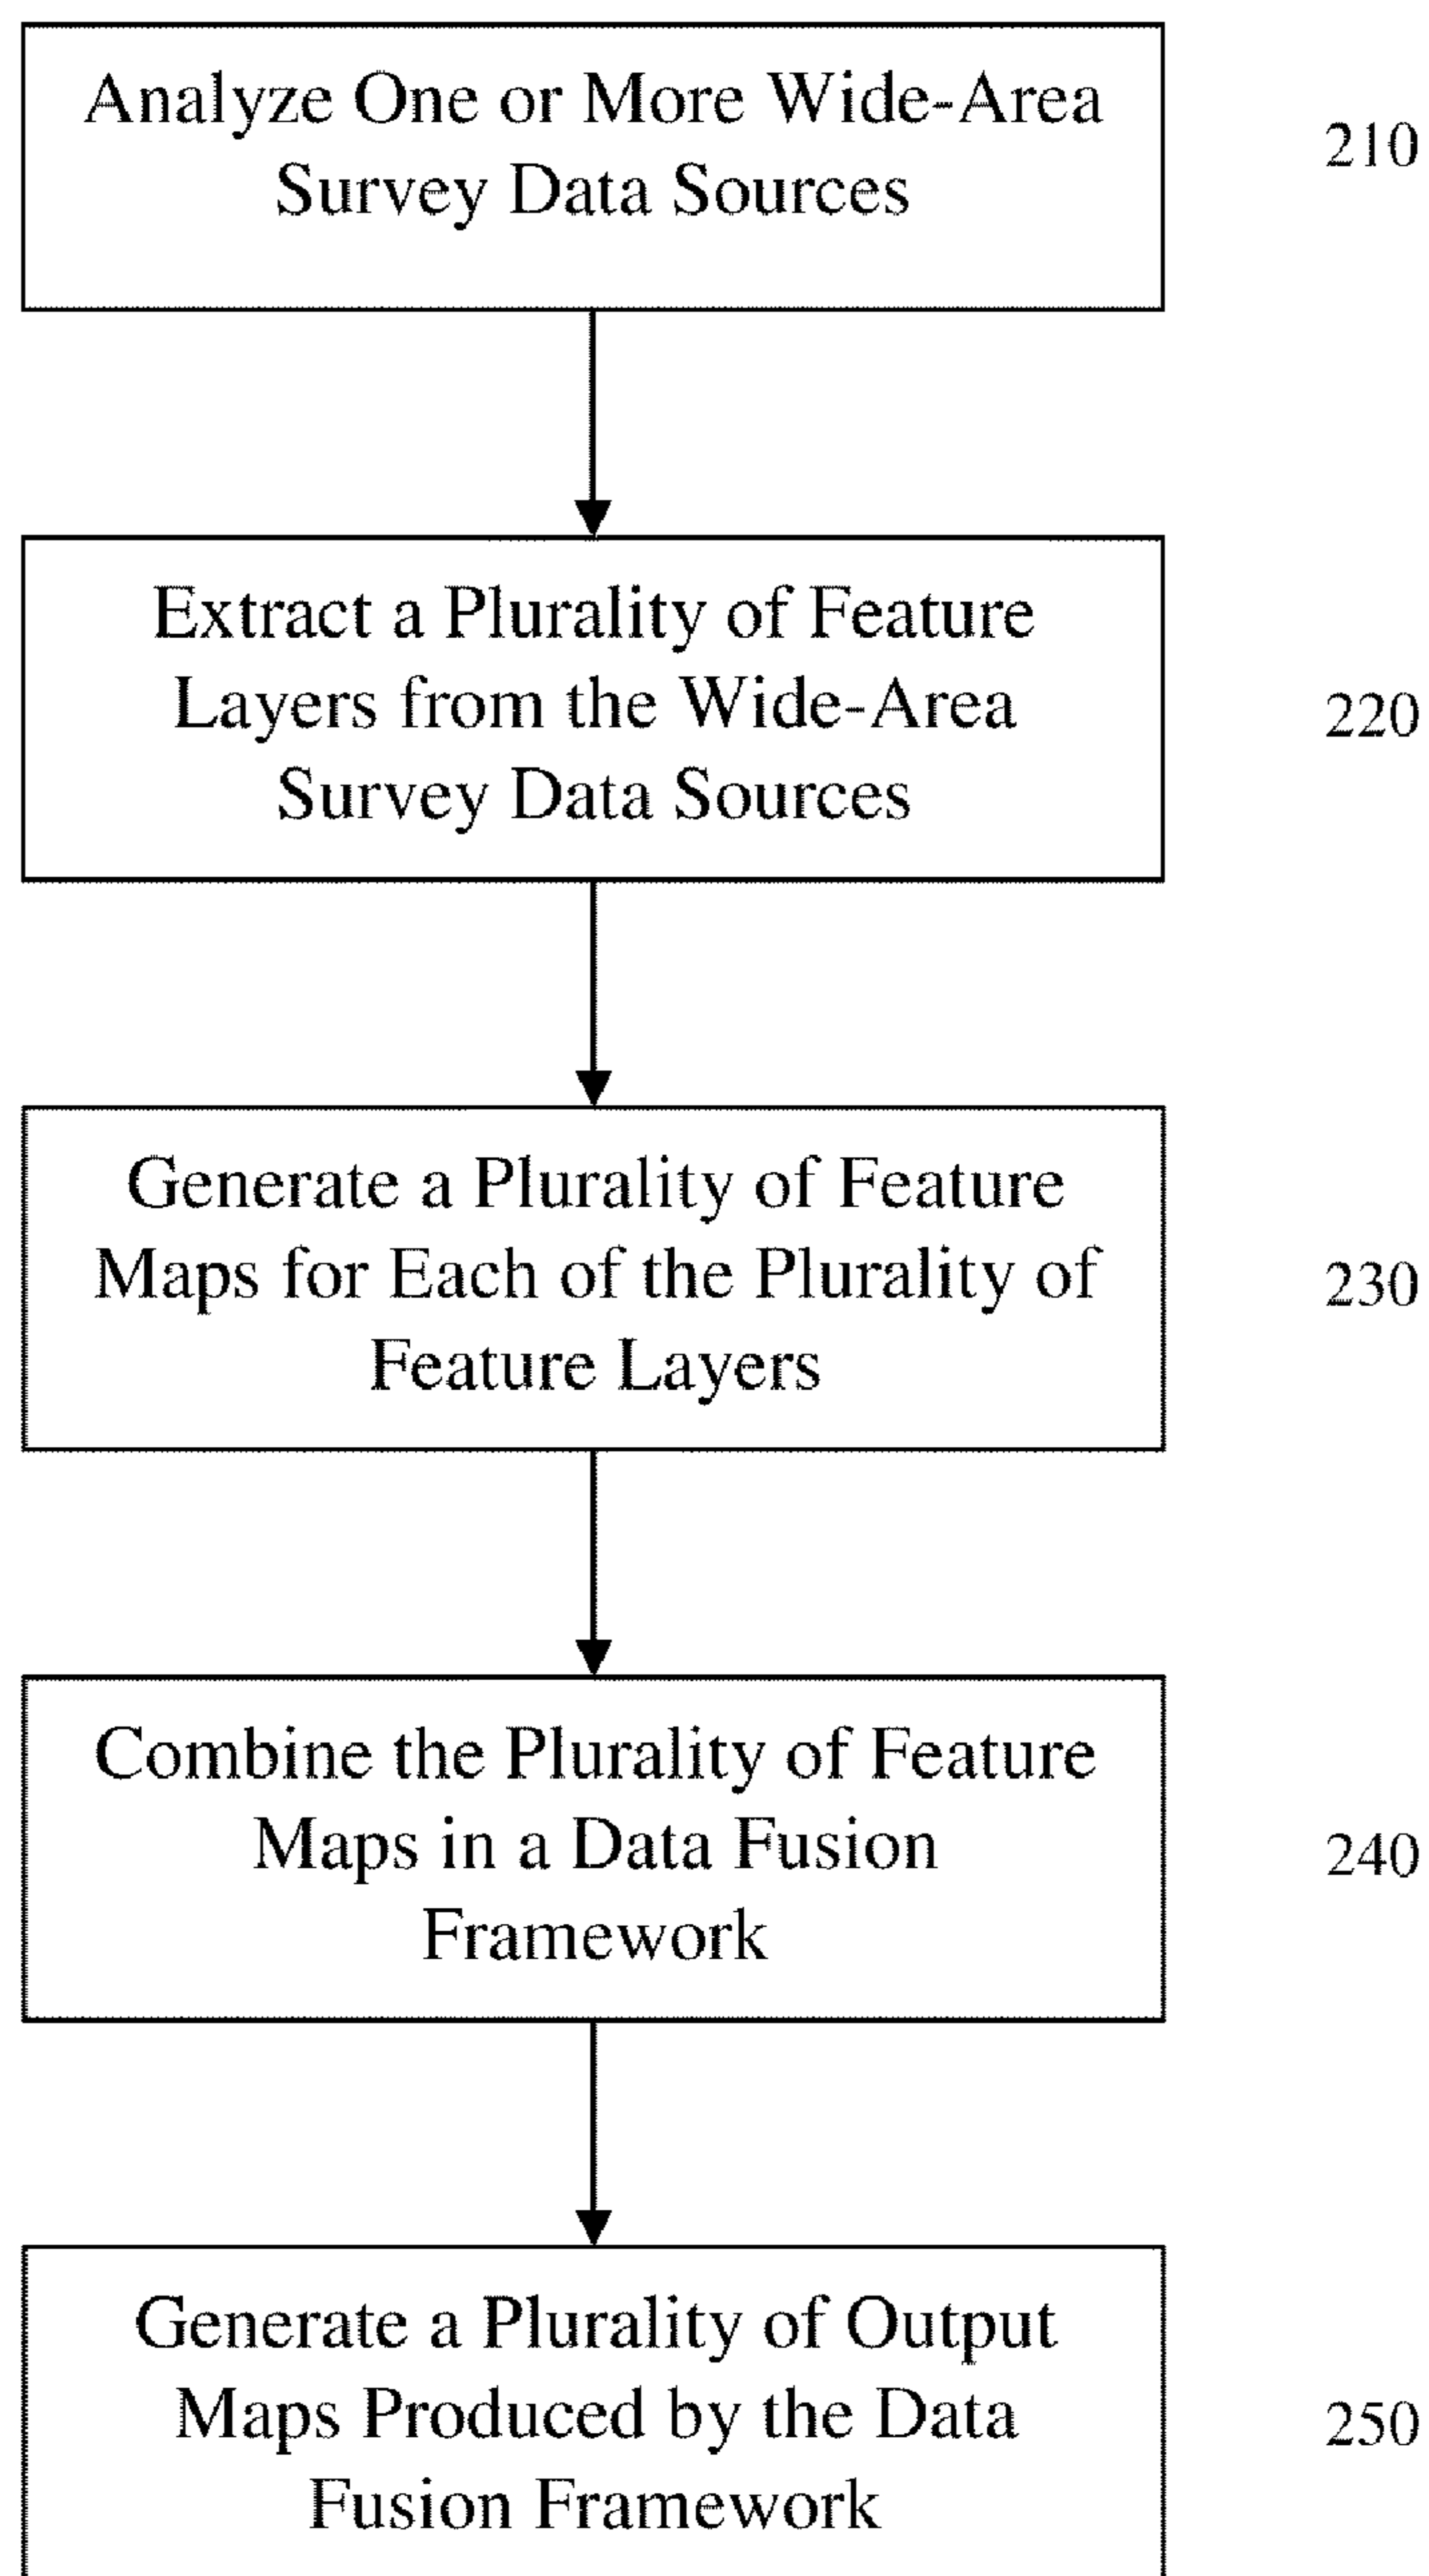 Analyze One or More Wide-Area
Survey Data Sources
210
Extract a Plurality of Feature
Layers from the Wide-Area
Survey Data Sources
220
Generate a Plurality of Feature
Maps for Each of the Plurality of
Feature Layers
230
Combine the Plurality of Feature
Maps in a Data Fusion
Framework
240
Generate a Plurality of Output
Maps Produced by the Data
Fusion Framework
250